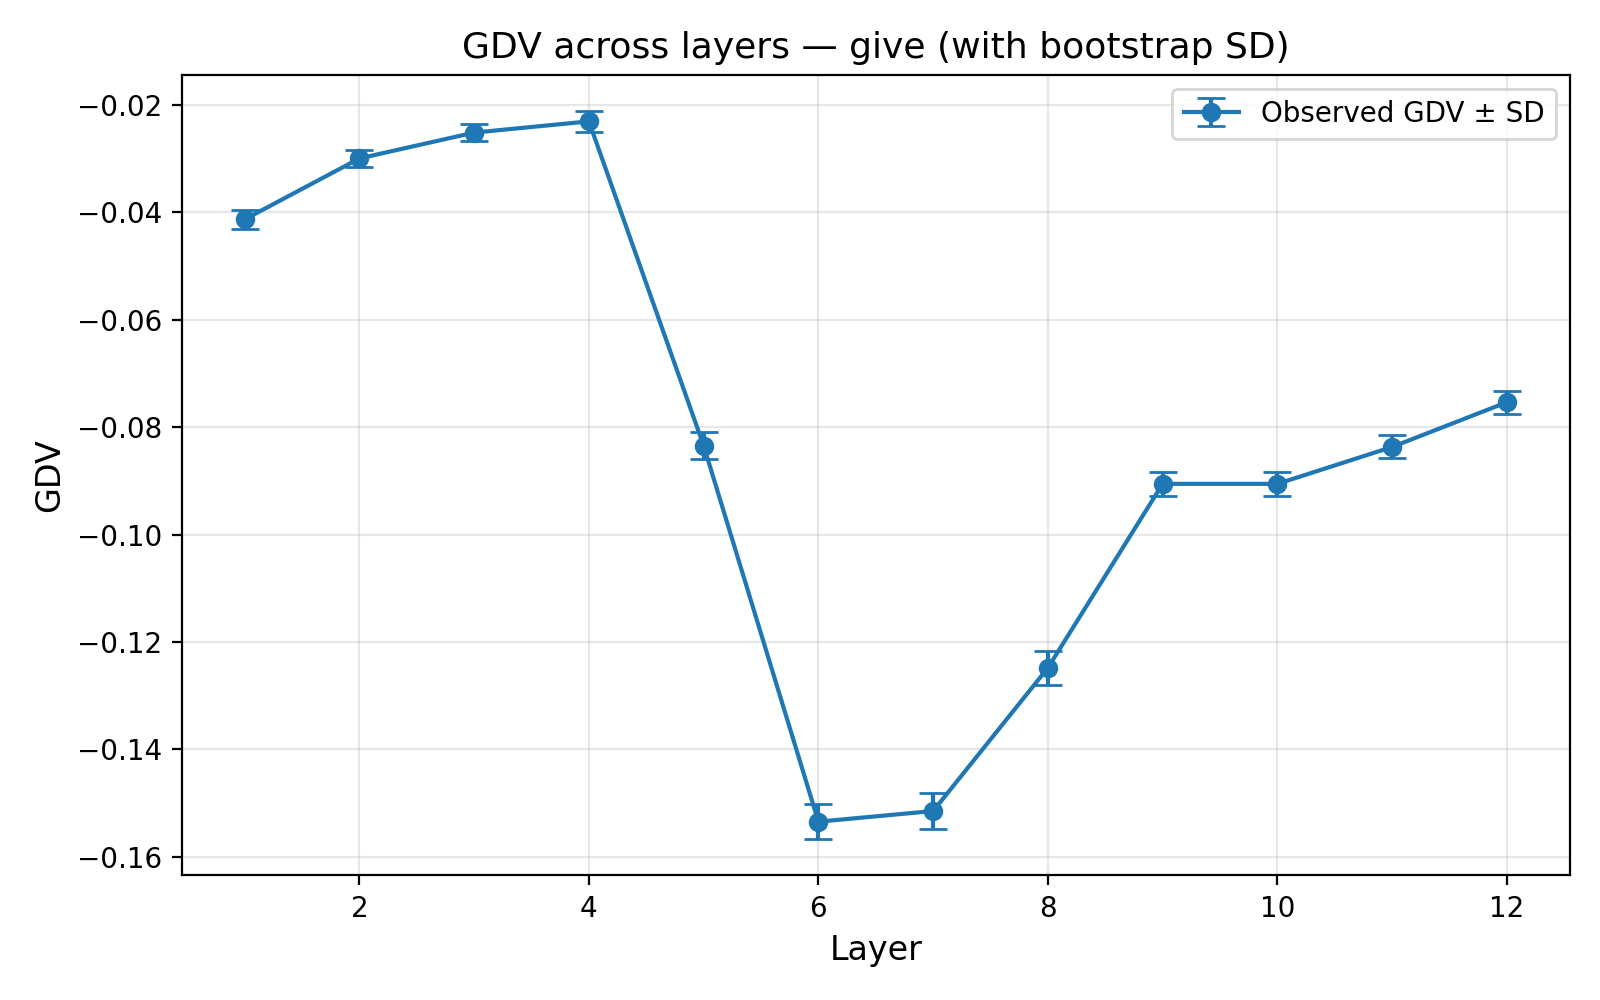 GDV across layers — give (with bootstrap SD)
Observed GDV ± SD
−0.02
−0.04
−0.06
−0.08
−0.10
−0.12
−0.14
−0.16
GDV
2 4 6 8 10 12
Layer